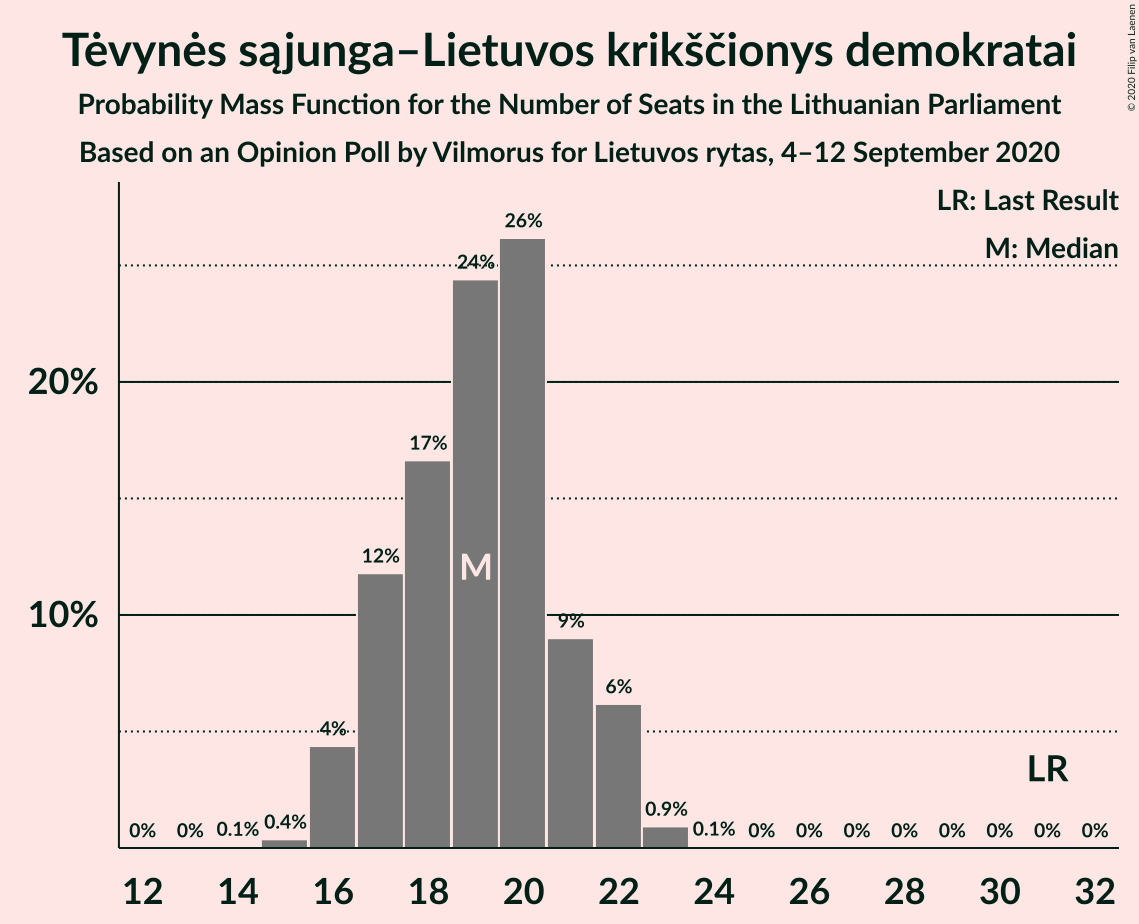 Tėvynės sąjunga–Lietuvos krikščionys demokratai
Probability Mass Function for the Number of Seats in the Lithuanian Parliament
Based on an Opinion Poll by Vilmorus for Lietuvos rytas, 4–12 September 2020
© 2020 Filip van Laenen
LR: Last Result
M: Median
26%
24%
20%
17%
12%
M
10%
9%
6%
4%
LR
0% 0% 0.1% 0.4% 0.9% 0.1% 0% 0% 0% 0% 0% 0% 0% 0%
12 14 16 18 20 22 24 26 28 30 32